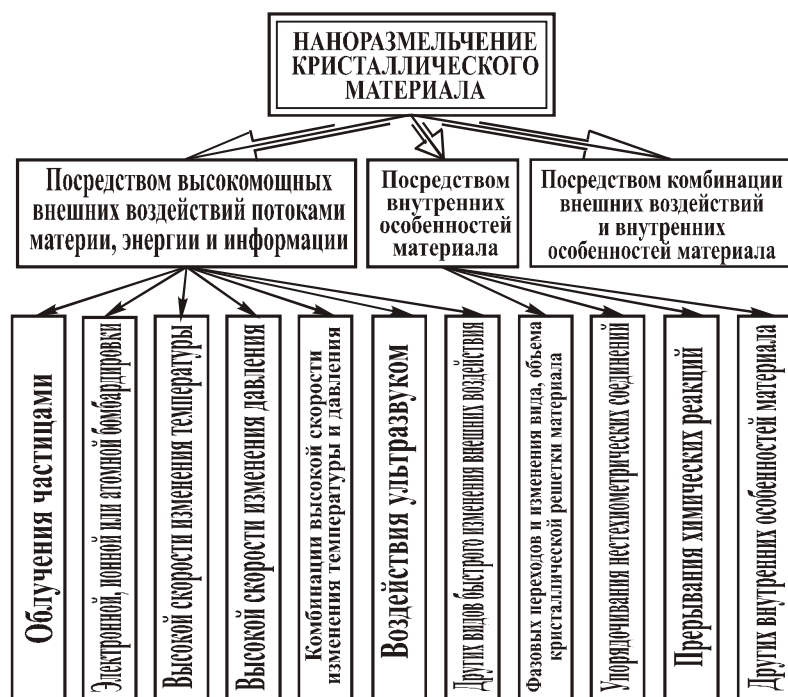 НАНОРАЗМЕЛЬЧЕНИЕ
КРИСТАЛЛИЧЕСКОГО
МАТЕРИАЛА
Посредством высокомощных
внешних воздействий потоками
материи, энергии и информации
Посредством
внутренних
особенностей
материала
Посредством комбинации
внешних воздействий
и внутренних
особенностей материала
Облучения частицами
Электронной, ионной или атомной бомбардировки
Высокой скорости изменения температуры
Высокой скорости изменения давления
Комбинации высокой скорости
изменения температуры и давления
Воздействия ультразвуком
Других видов быстрого изменения внешних воздействия
Фазовых переходов и изменения вида, объема
кристаллической решетки материала
Упорядочивания нестехиометрических соединений
Прерывания химических реакций
Других внутренних особенностей материала